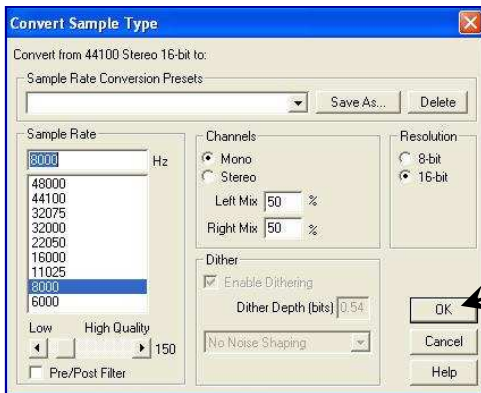 Convert Sample Type
Convert from 44100 Stereo 16-bit to:
Sample Rate Conversion Presets
Save As...
Delete
Sample Rate
8000 Hz
48000
44100
32075
32000
22050
16000
11025
8000
6000
Low High Quality
150
Pre/Post Filter
Channels
Mono
Stereo
Left Mix 50 %
Right Mix 50 %
Dither
Enable Dithering
Dither Depth (bits) 0.54
No Noise Shaping
Resolution
8-bit
16-bit
OK
Cancel
Help